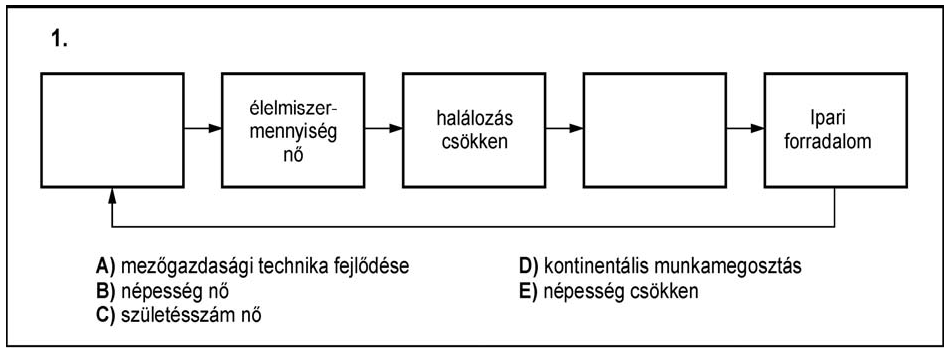 1.
élelmiszer-
mennyiség
nő
halálozás
csökken
Ipari
forradalom
A) mezőgazdasági technika fejlődése
B) népesség nő
C) születésszám nő
D) kontinentális munkamegosztás
E) népesség csökken